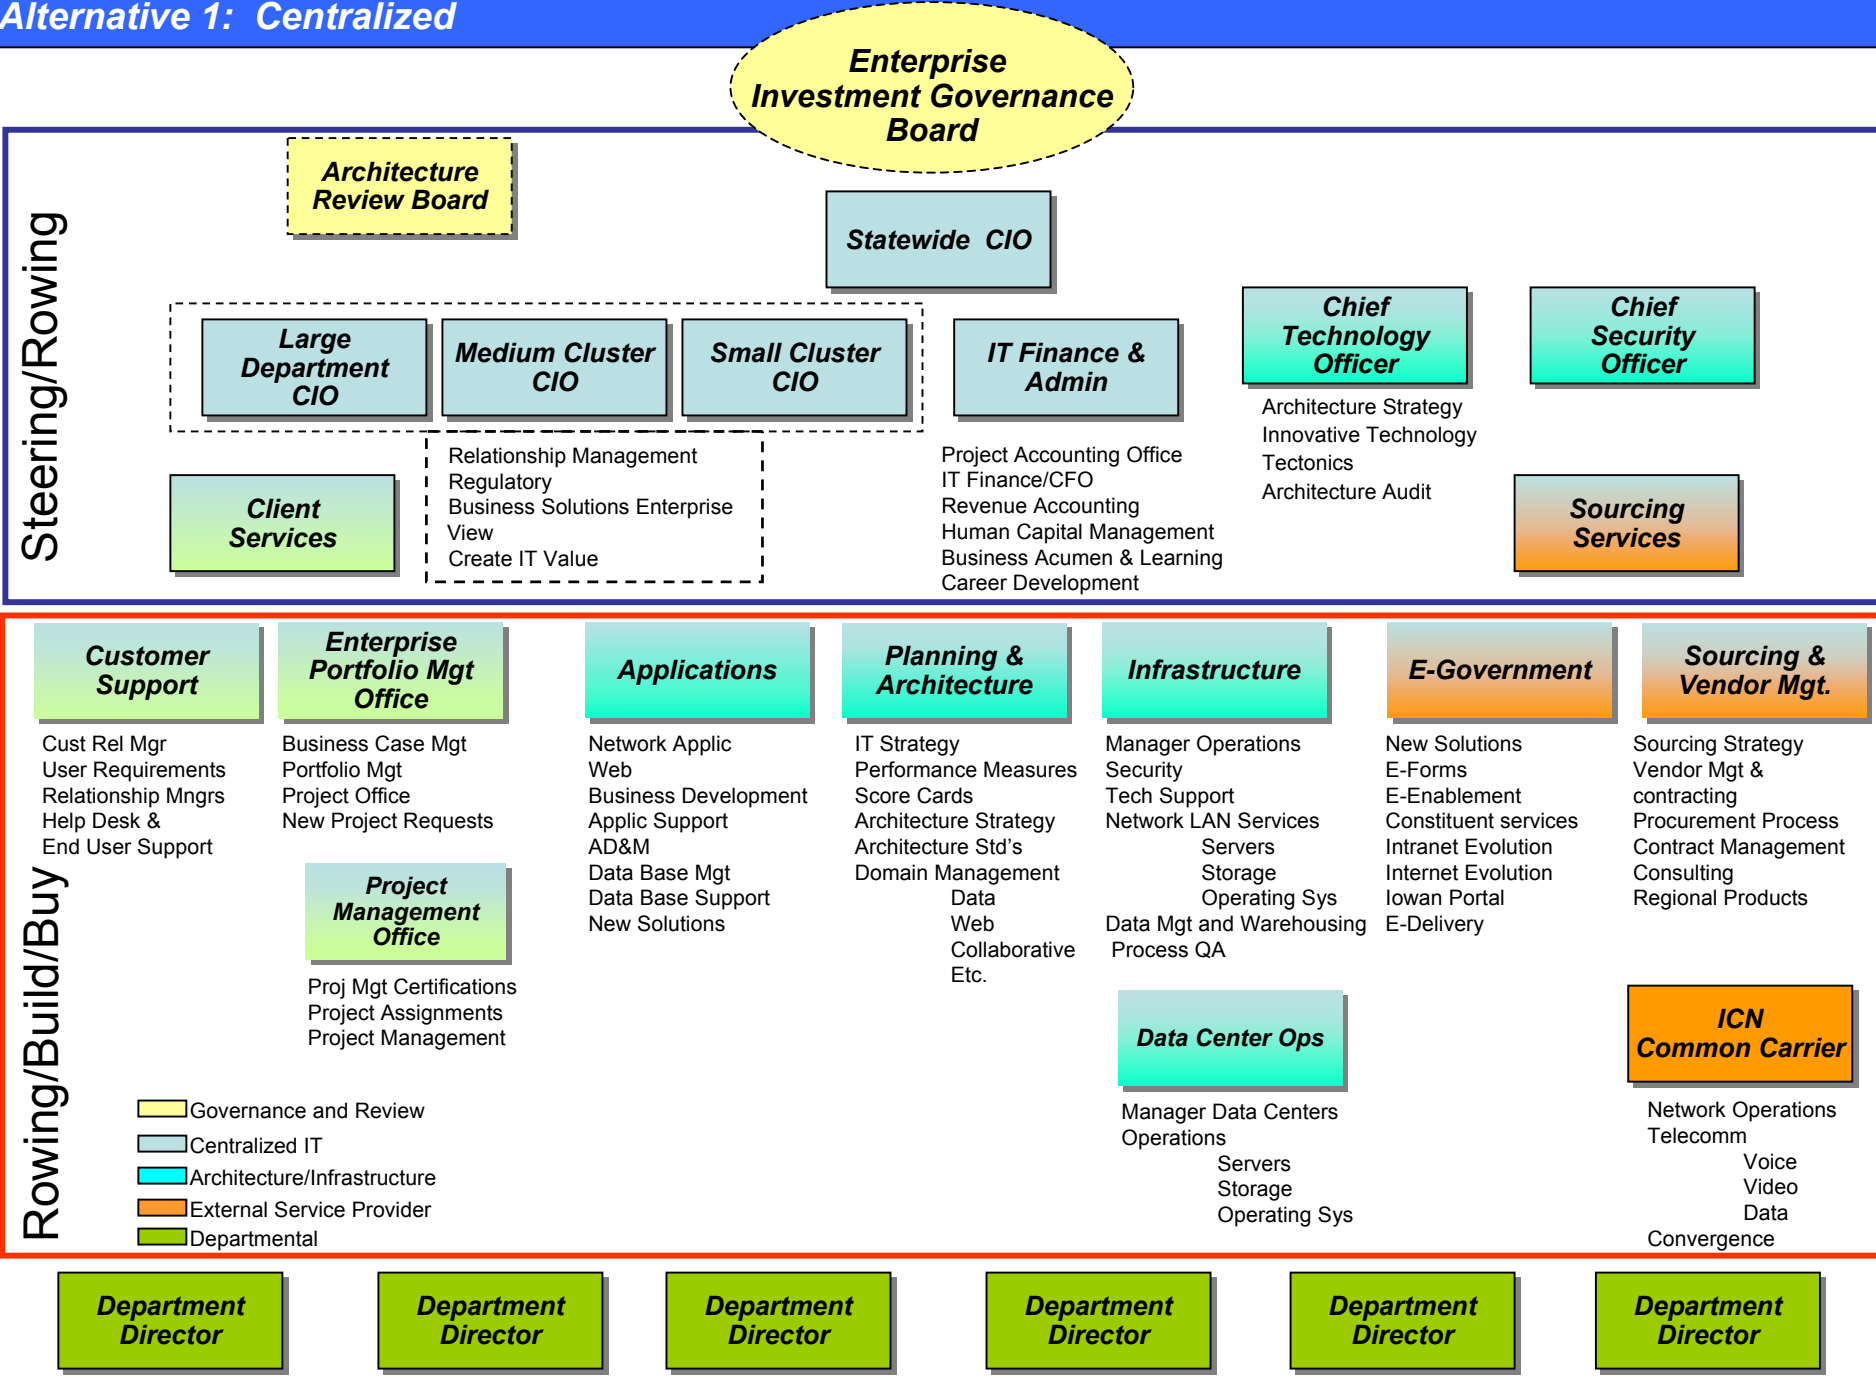 Alternative 1:  Centralized
Enterprise
Investment Governance
Board
Steering/Rowing
Architecture
Review Board
Statewide  CIO
Large
Department
CIO
Medium Cluster
CIO
Small Cluster
CIO
IT Finance &
Admin
Chief
Technology
Officer
Chief
Security
Officer
Client
Services
Relationship Management
Regulatory
Business Solutions Enterprise
View
Create IT Value
Project Accounting Office
IT Finance/CFO
Revenue Accounting
Human Capital Management
Business Acumen & Learning
Career Development
Architecture Strategy
Innovative Technology
Tectonics
Architecture Audit
Sourcing
Services
Rowing/Build/Buy
Customer
Support
Cust Rel Mgr
User Requirements
Relationship Mngrs
Help Desk &
End User Support
Enterprise
Portfolio Mgt
Office
Business Case Mgt
Portfolio Mgt
Project Office
New Project Requests
Project
Management
Office
Proj Mgt Certifications
Project Assignments
Project Management
Applications
Network Applic
Web
Business Development
Applic Support
AD&M
Data Base Mgt
Data Base Support
New Solutions
Planning &
Architecture
IT Strategy
Performance Measures
Score Cards
Architecture Strategy
Architecture Std's
Domain Management
Data
Web
Collaborative
Etc.
Infrastructure
Manager Operations
Security
Tech Support
Network LAN Services
Servers
Storage
Operating Sys
Data Mgt and Warehousing
Process QA
Data Center Ops
Manager Data Centers
Operations
Servers
Storage
Operating Sys
E-Government
New Solutions
E-Forms
E-Enablement
Constituent services
Intranet Evolution
Internet Evolution
Iowan Portal
E-Delivery
Sourcing &
Vendor Mgt.
Sourcing Strategy
Vendor Mgt &
contracting
Procurement Process
Contract Management
Consulting
Regional Products
ICN
Common Carrier
Network Operations
Telecomm
Voice
Video
Data
Convergence
Governance and Review
Centralized IT
Architecture/Infrastructure
External Service Provider
Departmental
Department
Director
Department
Director
Department
Director
Department
Director
Department
Director
Department
Director